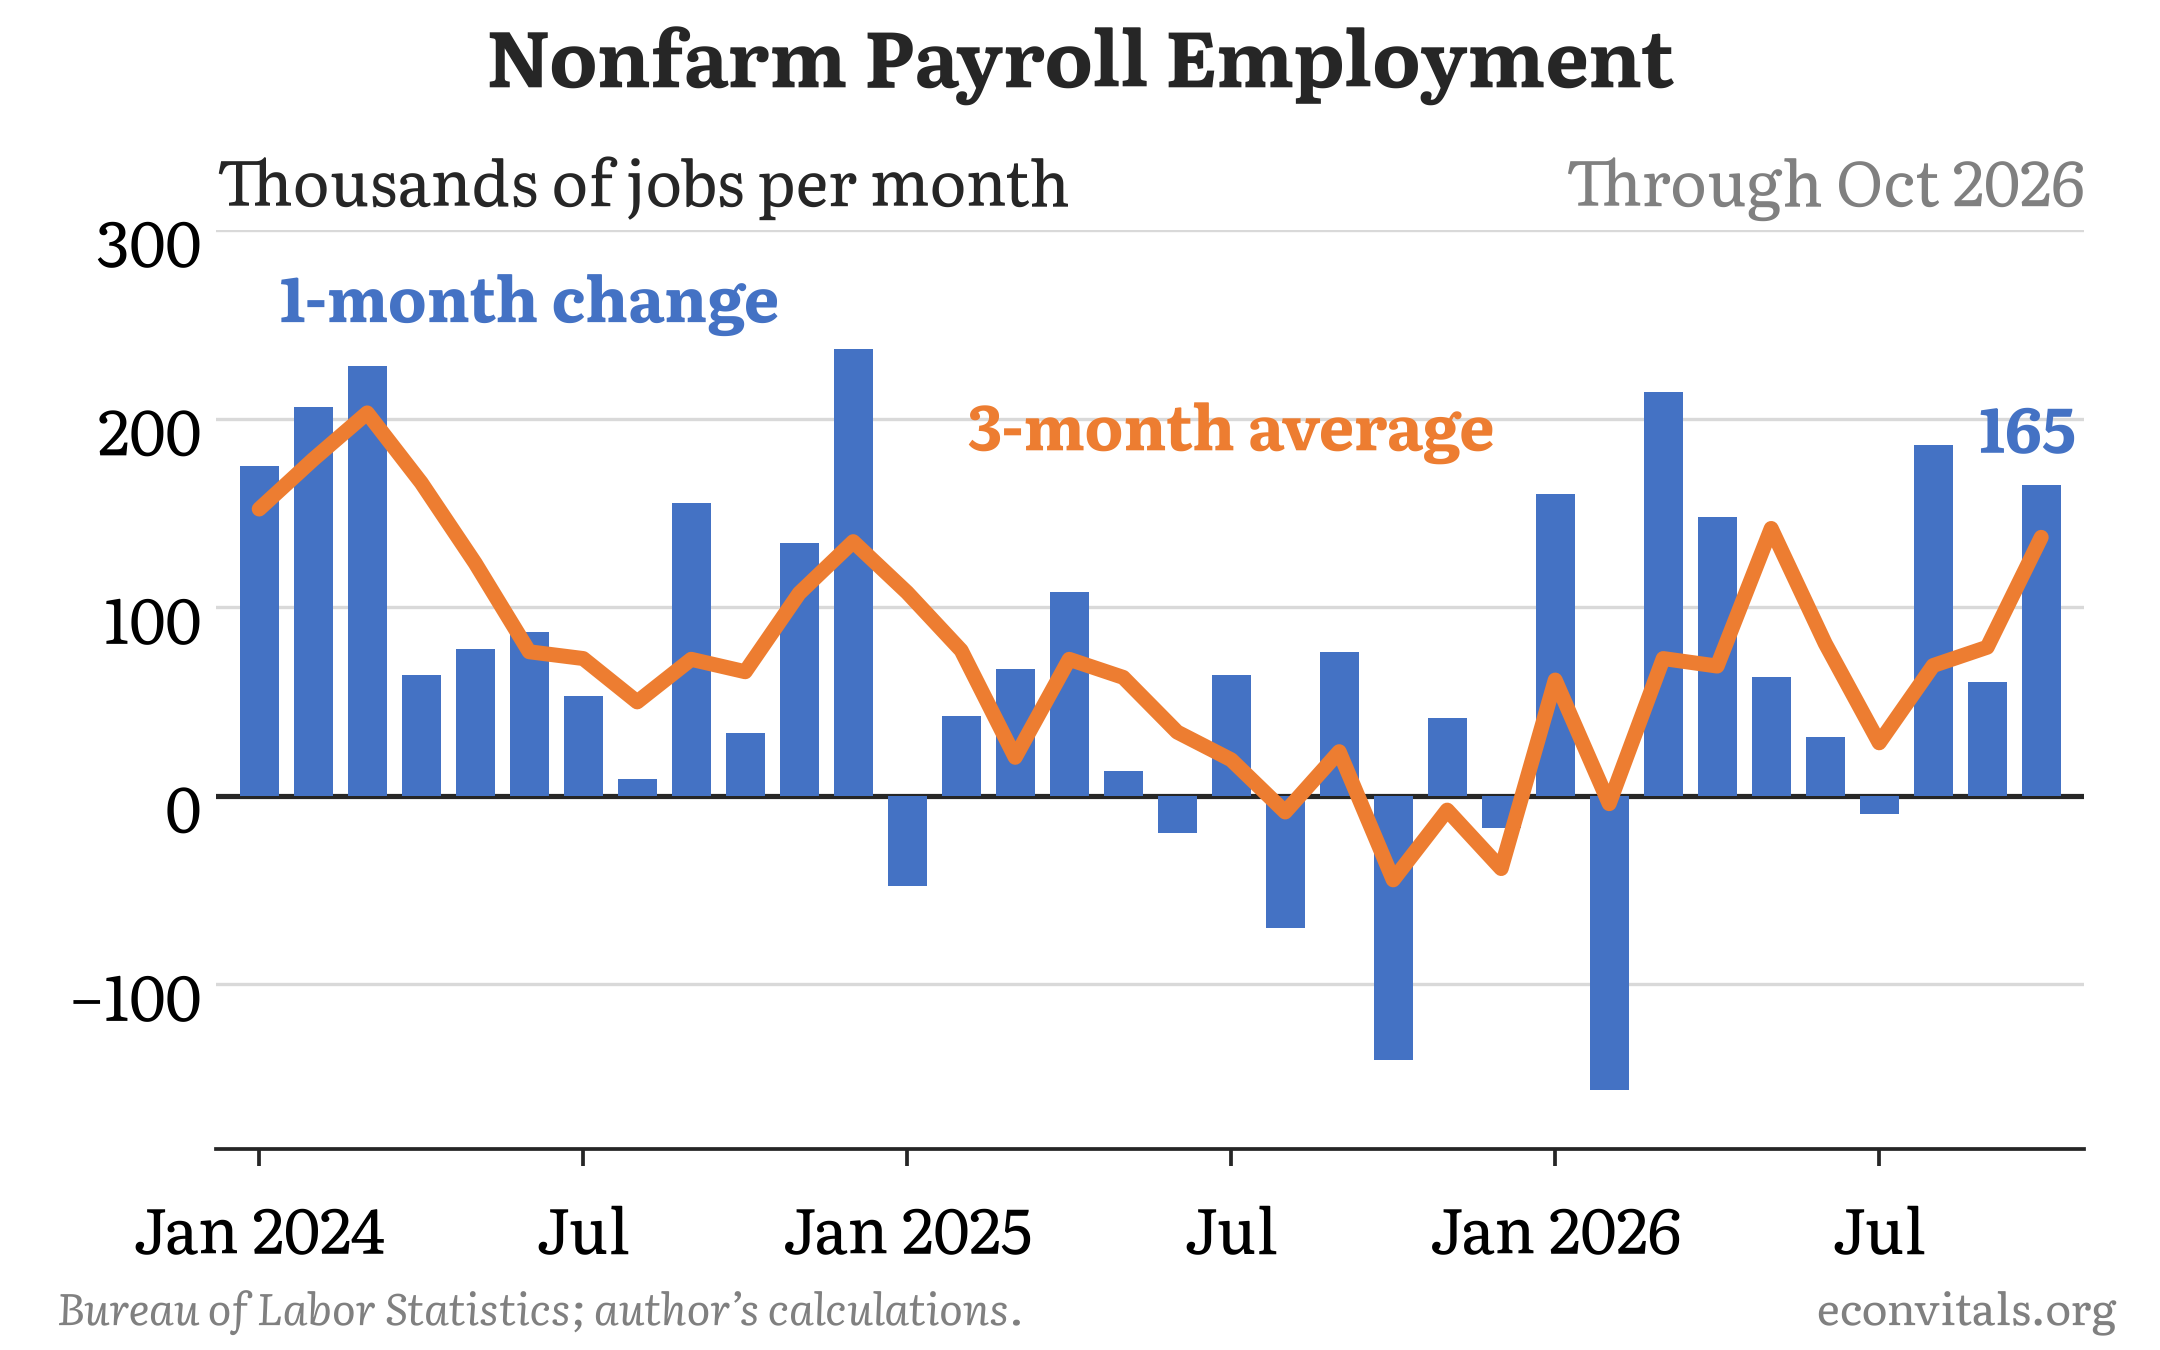 Nonfarm Payroll Employment
Thousands of jobs per month
Through Oct 2026
300
1-month change
200
3-month average
165
100
0
–100
Jan 2024
Jul
Jan 2025
Jul
Jan 2026
Jul
Bureau of Labor Statistics; author’s calculations.
econvitals.org